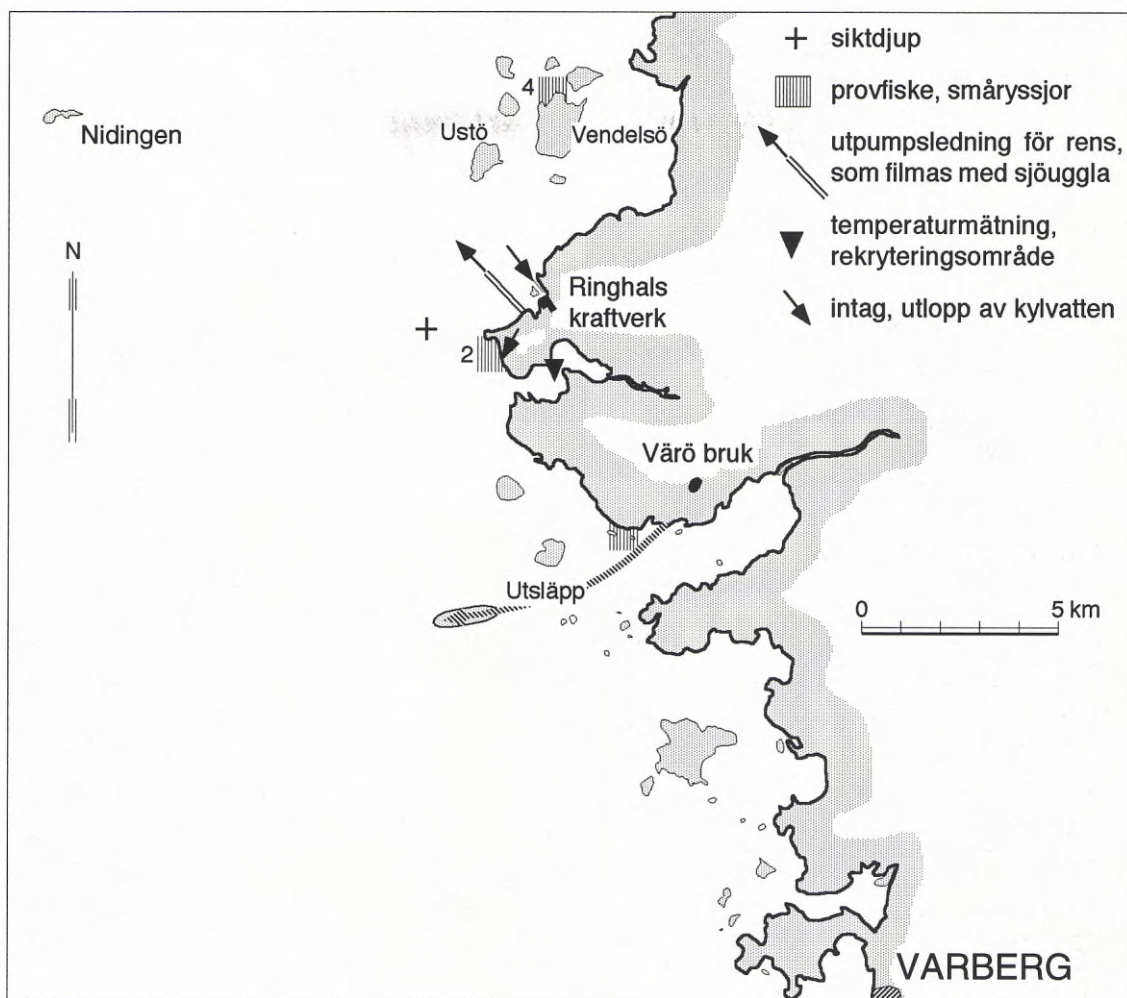 siktdjup
provfiske, småryssjor
utpumpsledning för rens,
som filmas med sjöuggla
temperaturmätning,
rekryteringsområde
intag, utlopp av kylvatten
4
Nidingen
Ustö
Vendelsö
N
Ringhals
kraftverk
2
Värö bruk
Utsläpp
0 5 km
VARBERG